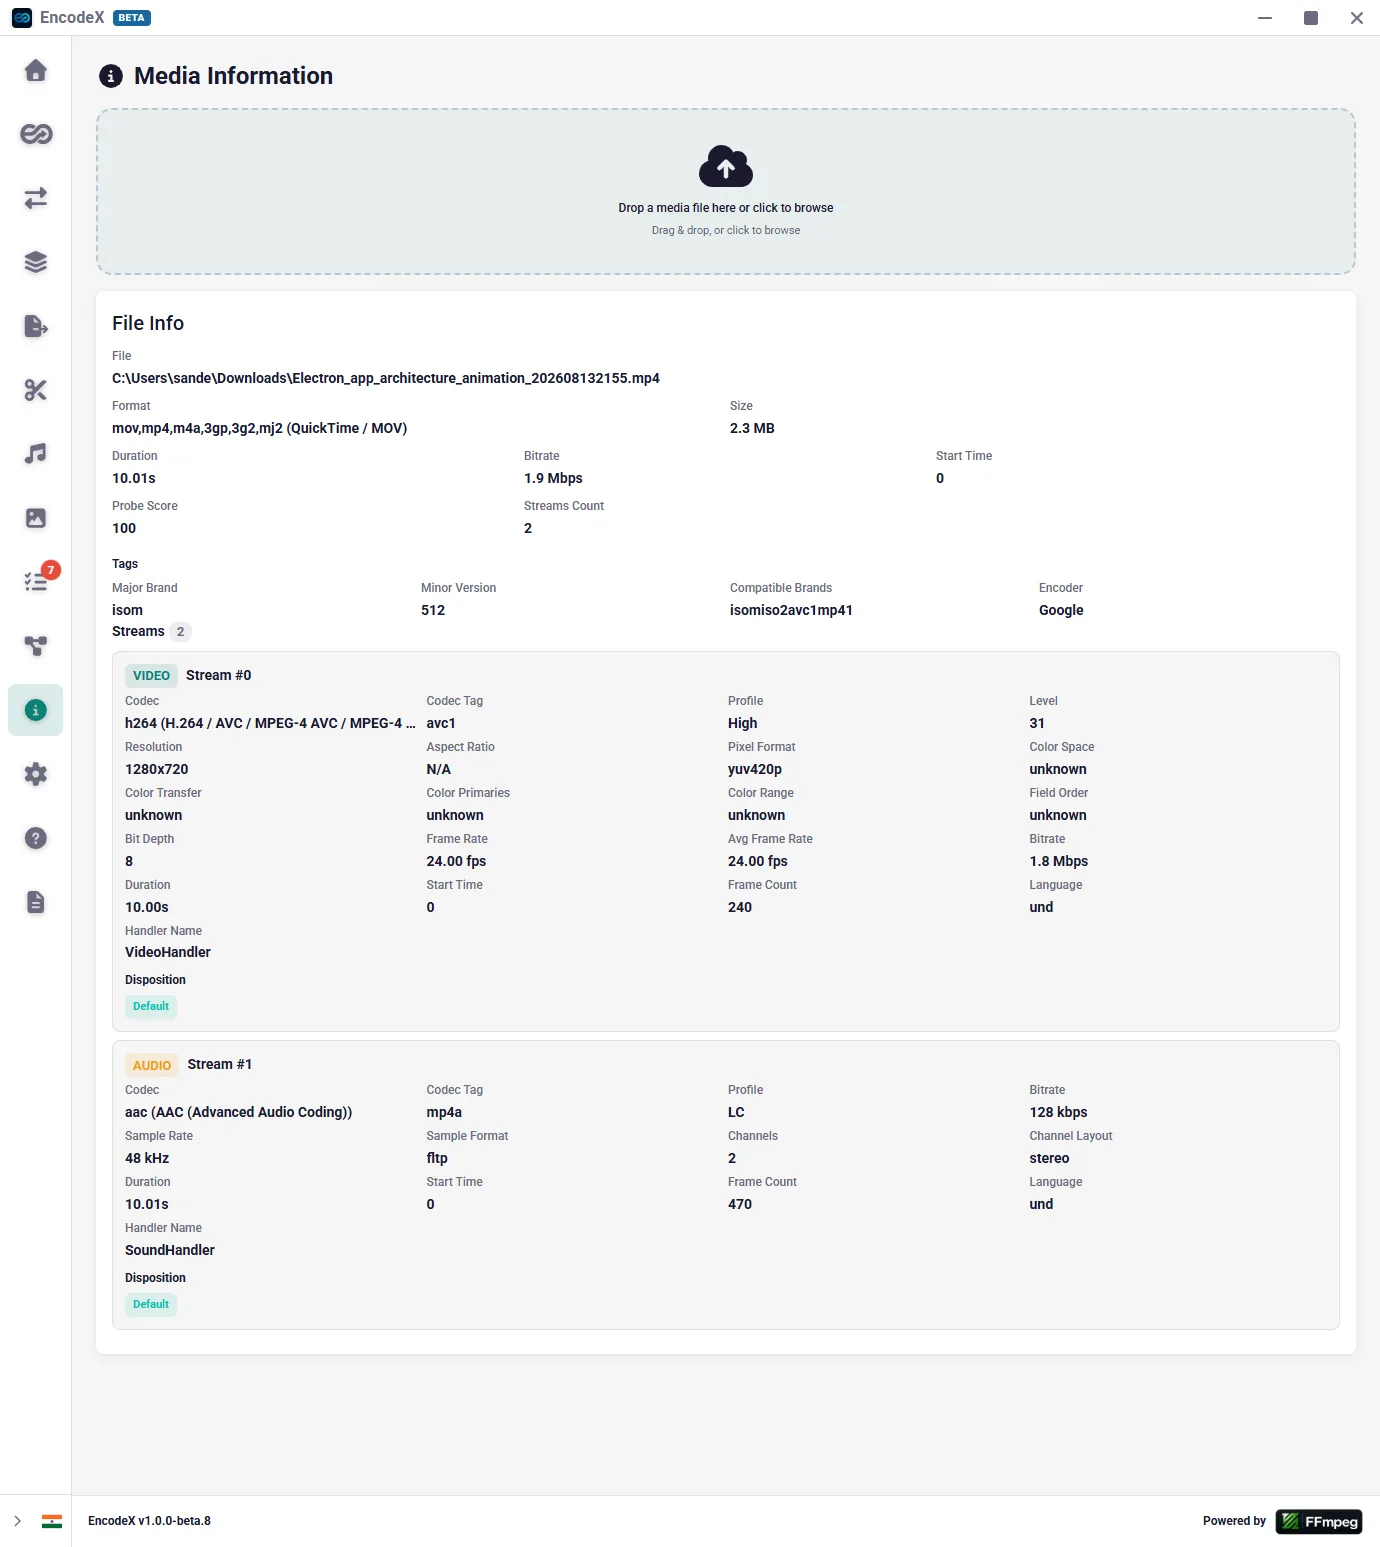 EncodeX BETA
Media Information
Drop a media file here or click to browse
Drag & drop, or click to browse
File Info
File
C:\Users\sande\Downloads\Electron_app_architecture_animation_202608132155.mp4
Format Size
mov,mp4,m4a,3gp,3g2,mj2 (QuickTime / MOV) 2.3 MB
Duration Bitrate Start Time
10.01s 1.9 Mbps 0
Probe Score Streams Count
100 2
Tags
Major Brand Minor Version Compatible Brands Encoder
isom 512 isomiso2avc1mp41 Google
Streams 2
VIDEO Stream #0
Codec Codec Tag Profile Level
h264 (H.264 / AVC / MPEG-4 AVC / MPEG-4 ... avc1 High 31
Resolution Aspect Ratio Pixel Format Color Space
1280x720 N/A yuv420p unknown
Color Transfer Color Primaries Color Range Field Order
unknown unknown unknown unknown
Bit Depth Frame Rate Avg Frame Rate Bitrate
8 24.00 fps 24.00 fps 1.8 Mbps
Duration Start Time Frame Count Language
10.00s 0 240 und
Handler Name
VideoHandler
Disposition
Default
7
AUDIO Stream #1
Codec Codec Tag Profile Bitrate
aac (AAC (Advanced Audio Coding)) mp4a LC 128 kbps
Sample Rate Sample Format Channels Channel Layout
48 kHz fltp 2 stereo
Duration Start Time Frame Count Language
10.01s 0 470 und
Handler Name
SoundHandler
Disposition
Default
EncodeX v1.0.0-beta.8 Powered by FFmpeg